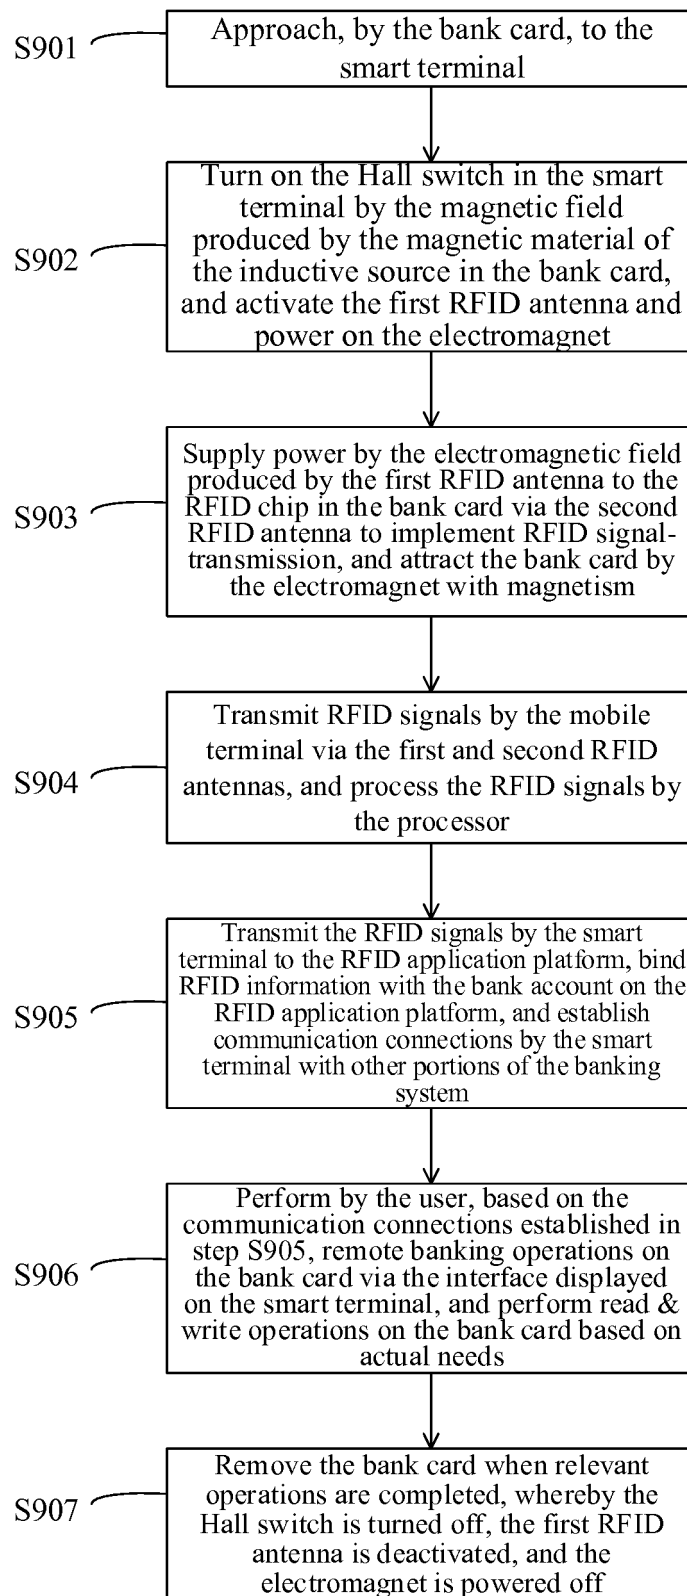 S901
Approach, by the bank card, to the
smart terminal
S902
Turn on the Hall switch in the smart
terminal by the magnetic field
produced by the magnetic material of
the inductive source in the bank card,
and activate the first RFID antenna and
power on the electromagnet
S903
Supply power by the electromagnetic field
produced by the first RFID antenna to the
RFID chip in the bank card via the second
RFID antenna to implement RFID signal-
transmission, and attract the bank card by
the electromagnet with magnetism
S904
Transmit RFID signals by the mobile
terminal via the first and second RFID
antennas, and process the RFID signals by
the processor
S905
Transmit the RFID signals by the smart
terminal to the RFID application platform, bind
RFID information with the bank account on the
RFID application platform, and establish
communication connections by the smart
terminal with other portions of the banking
system
S906
Perform by the user, based on the
communication connections established in
step S905, remote banking operations on
the bank card via the interface displayed
on the smart terminal, and perform read &
write operations on the bank card based on
actual needs
S907
Remove the bank card when relevant
operations are completed, whereby the
Hall switch is turned off, the first RFID
antenna is deactivated, and the
electromagnet is powered off